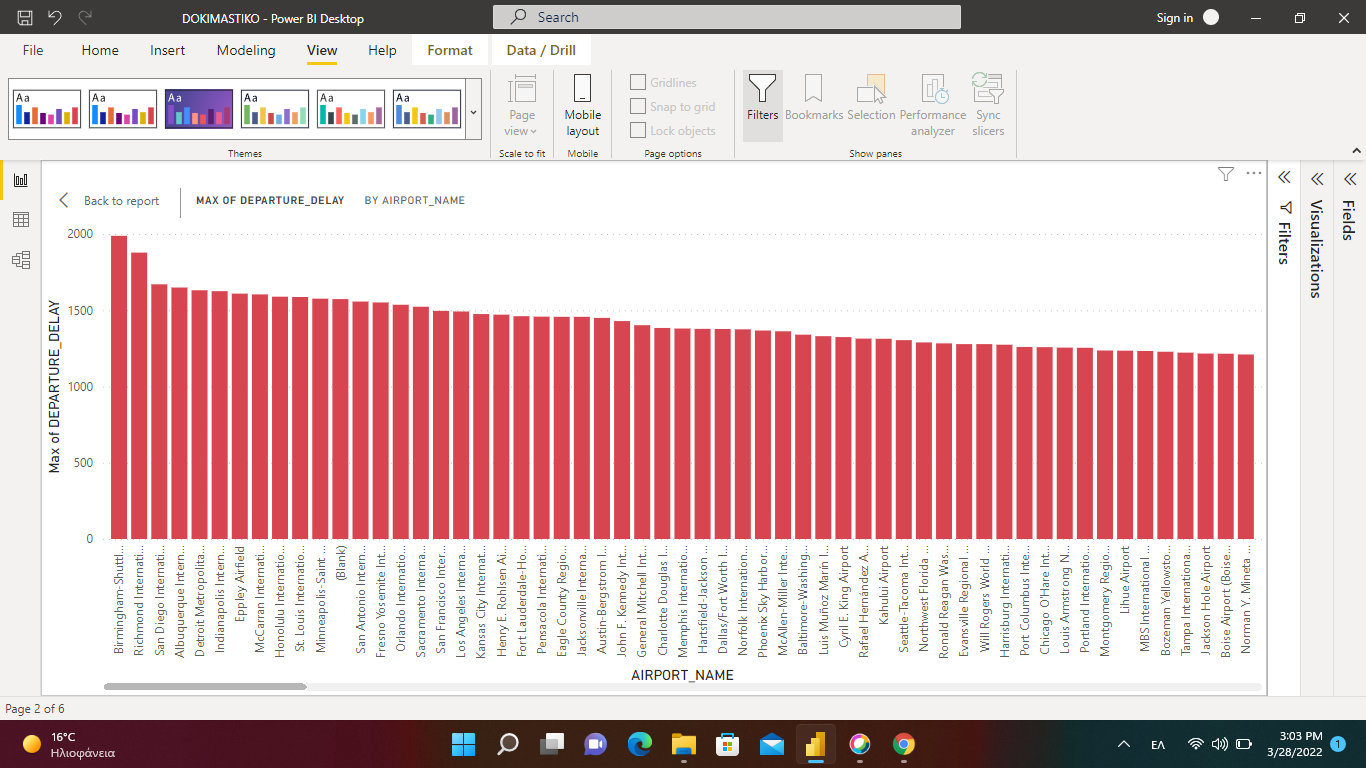 DOKIMASTIKO - Power BI Desktop
Search
Sign in
File Home Insert Modeling View Help Format Data / Drill
Aa Aa Aa Aa Aa Aa
Themes
Page view
Scale to fit
Mobile layout
Mobile
Gridlines
Snap to grid
Lock objects
Page options
Filters
Bookmarks
Selection
Performance analyzer
Sync slicers
Show panes
Back to report
MAX OF DEPARTURE_DELAY
BY AIRPORT_NAME
Filters
Visualizations
Fields
Max of DEPARTURE_DELAY
2000
1500
1000
500
0
Birmingham-Shuttl...
Richmond Internati...
San Diego Internati...
Albuquerque Intern...
Detroit Metropolita...
Indianapolis Intern...
Eppley Airfield
McCarran Internati...
Honolulu Internatio...
St. Louis Internatio...
Minneapolis-Saint ...
(Blank)
San Antonio Intern...
Fresno Yosemite Int...
Orlando Internatio...
Sacramento Interna...
San Francisco Inter...
Los Angeles Interna...
Kansas City Internat...
Henry E. Rohlsen Ai...
Fort Lauderdale-Ho...
Pensacola Internati...
Eagle County Regio...
Jacksonville Interna...
Austin-Bergstrom I...
John F. Kennedy Int...
General Mitchell Int...
Charlotte Douglas I...
Memphis Internatio...
Hartsfield-Jackson ...
Dallas/Fort Worth I...
Norfolk Internation...
Phoenix Sky Harbor...
McAllen-Miller Inte...
Baltimore-Washing...
Luis Muñoz Marín I...
Cyril E. King Airport
Rafael Hernández A...
Kahului Airport
Seattle-Tacoma Int...
Northwest Florida ...
Ronald Reagan Was...
Evansville Regional ...
Will Rogers World ...
Harrisburg Internati...
Port Columbus Inte...
Chicago O'Hare Int...
Louis Armstrong N...
Portland Internatio...
Montgomery Regio...
Lihue Airport
MBS International ...
Bozeman Yellowsto...
Tampa Internationa...
Jackson Hole Airport
Boise Airport (Boise...
Norman Y. Mineta ...
AIRPORT_NAME
Page 2 of 6
16°C
Ηλιοφάνεια
ΕΛ
3:03 PM
3/28/2022
1